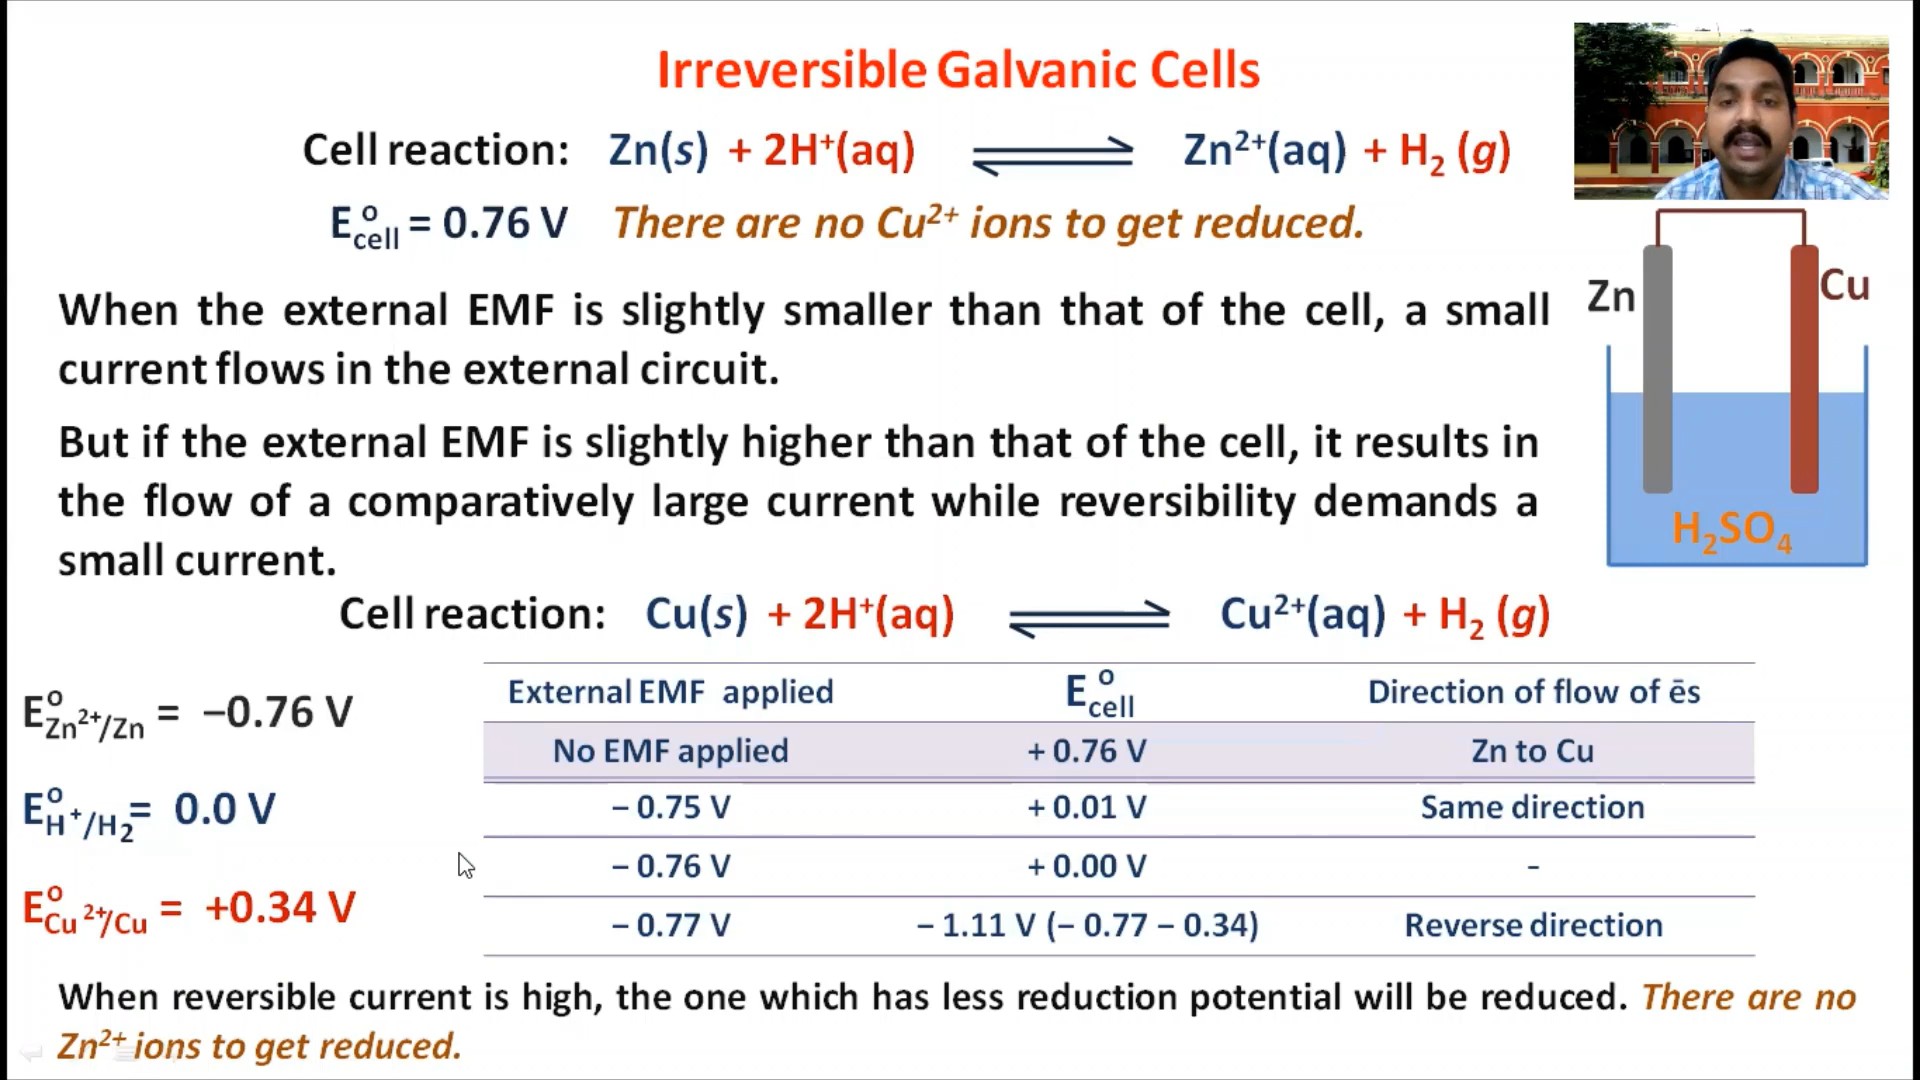 Irreversible Galvanic Cells
Cell reaction: Zn(s) + 2H⁺(aq) ⇌ Zn²⁺(aq) + H₂ (g)
E°cell = 0.76 V There are no Cu²⁺ ions to get reduced.
When the external EMF is slightly smaller than that of the cell, a small
current flows in the external circuit.
But if the external EMF is slightly higher than that of the cell, it results in
the flow of a comparatively large current while reversibility demands a
small current.
Zn
Cu
H₂SO₄
Cell reaction: Cu(s) + 2H⁺(aq) ⇌ Cu²⁺(aq) + H₂ (g)
E°Zn²⁺/Zn = –0.76 V
E°H⁺/H₂ = 0.0 V
E°Cu²⁺/Cu = +0.34 V
External EMF applied E°cell Direction of flow of ēs
No EMF applied + 0.76 V Zn to Cu
– 0.75 V + 0.01 V Same direction
– 0.76 V + 0.00 V -
– 0.77 V – 1.11 V (– 0.77 – 0.34) Reverse direction
When reversible current is high, the one which has less reduction potential will be reduced. There are no
Zn²⁺ ions to get reduced.